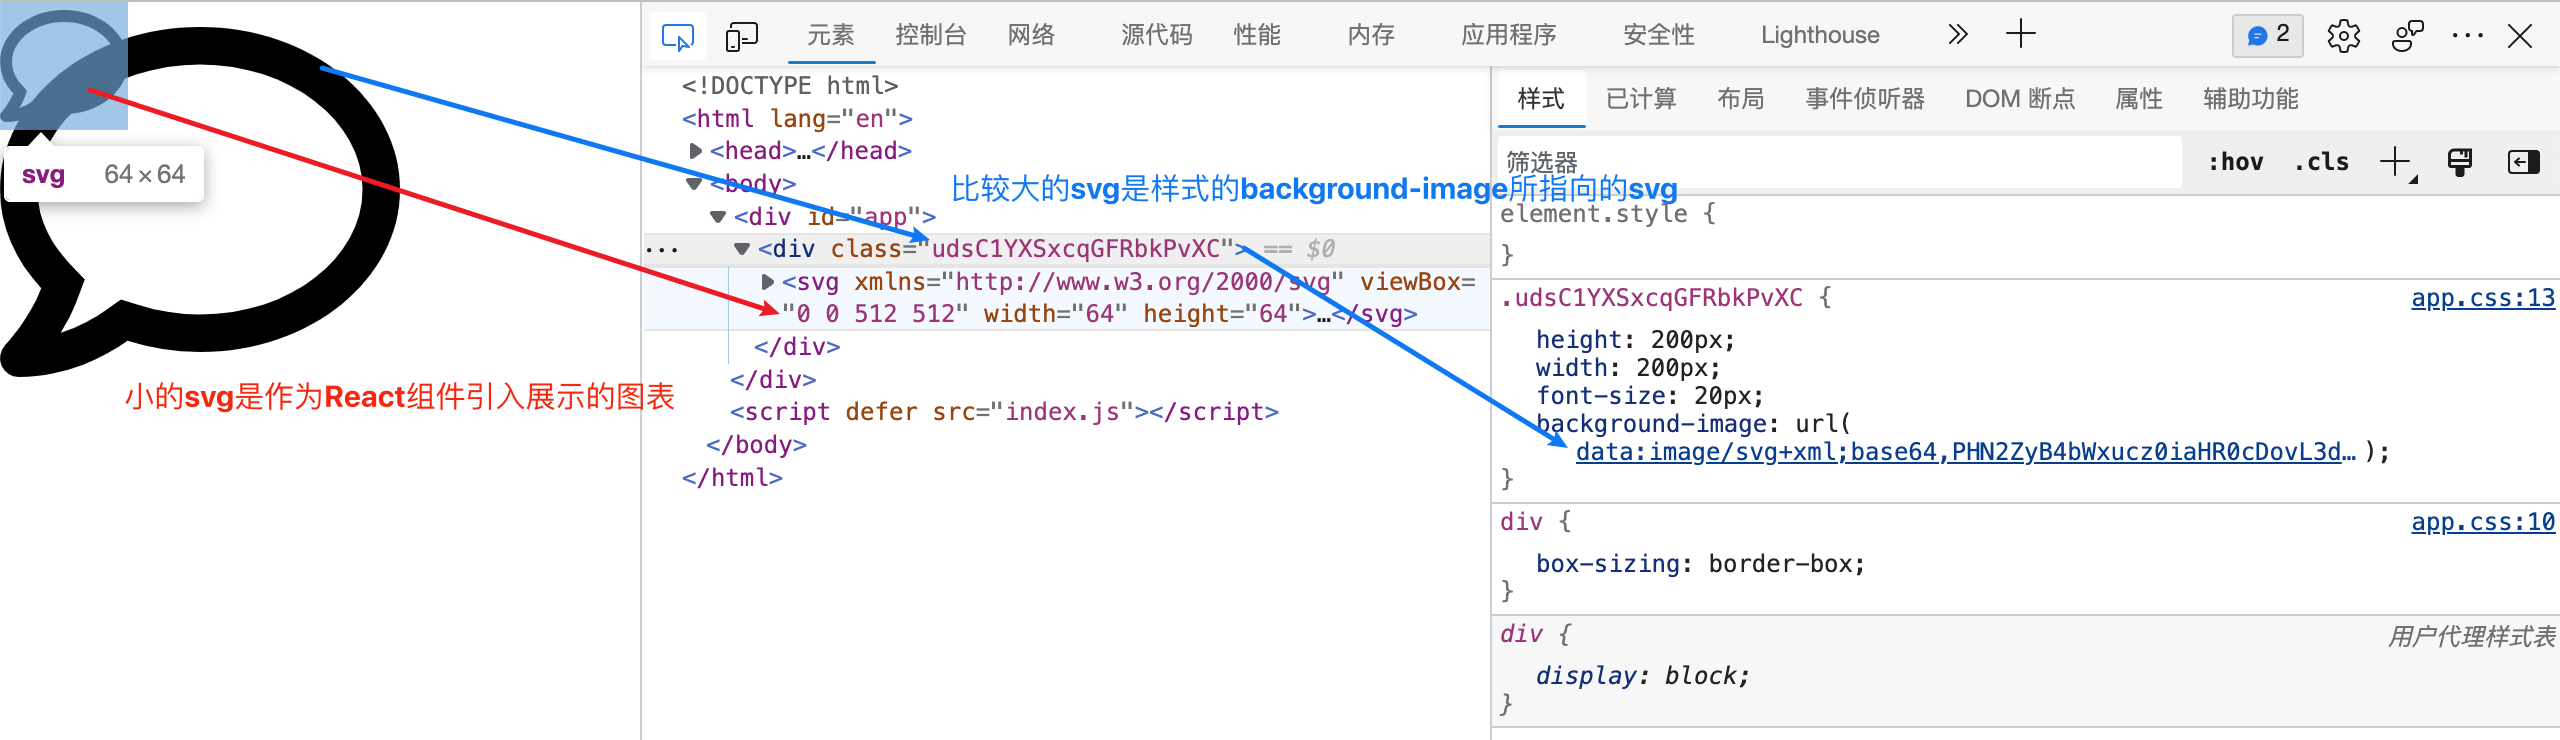 元素 控制台 网络 源代码 性能 内存 应用程序 安全性 Lighthouse 2
svg 64×64
小的svg是作为React组件引入展示的图表
<!DOCTYPE html>
<html lang="en">
<head>…</head>
<body>
<div id="app">
<div class="udsC1YXSxcqGFRbkPvXC"> == $0
<svg xmlns="http://www.w3.org/2000/svg" viewBox=
"0 0 512 512" width="64" height="64">…</svg>
</div>
</div>
<script defer src="index.js"></script>
</body>
</html>
比较大的svg是样式的background-image所指向的svg
样式 已计算 布局 事件侦听器 DOM 断点 属性 辅助功能
筛选器 :hov .cls
element.style {
}
.udsC1YXSxcqGFRbkPvXC { app.css:13
height: 200px;
width: 200px;
font-size: 20px;
background-image: url(
data:image/svg+xml;base64,PHN2ZyB4bWxucz0iaHR0cDovL3d… );
}
div { app.css:10
box-sizing: border-box;
}
div { 用户代理样式表
display: block;
}